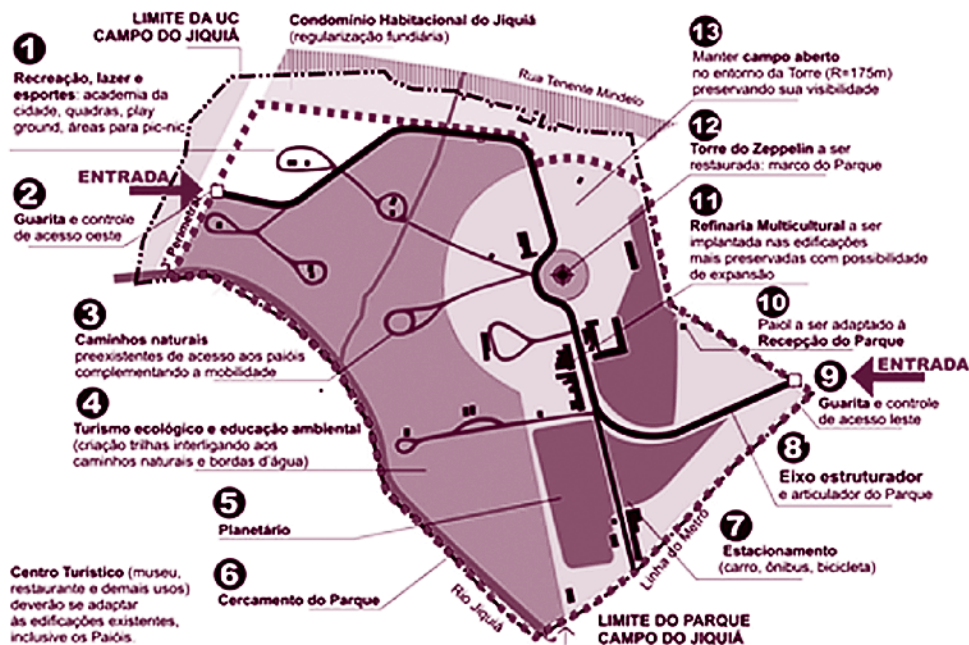 LIMITE DA UC
CAMPO DO JIQUIÁ
Condomínio Habitacional do Jiquiá
(regularização fundiária)
Rua Tenente Mindelo
1
Recreação, lazer e
esportes: academia da
cidade, quadras, play
ground, áreas para pic-nic
ENTRADA
2
Guarita e controle
de acesso oeste
3
Caminhos naturais
preexistentes de acesso aos paióis
complementando a mobilidade
4
Turismo ecológico e educação ambiental
(criação trilhas interligando aos
caminhos naturais e bordas d'água)
5
Planetário
6
Cercamento do Parque
Centro Turístico (museu,
restaurante e demais usos)
deverão se adaptar
às edificações existentes,
inclusive os Paióis.
13
Manter campo aberto
no entorno da Torre (R=175m)
preservando sua visibilidade
12
Torre do Zeppelin a ser
restaurada: marco do Parque
11
Refinaria Multicultural a ser
implantada nas edificações
mais preservadas com possibilidade
de expansão
10
Paiol a ser adaptado à
Recepção do Parque
ENTRADA
9
Guarita e controle
de acesso leste
8
Eixo estruturador
e articulador do Parque
7
Estacionamento
(carro, ônibus, bicicleta)
Linha do Metrô
Rio Jiquiá
LIMITE DO PARQUE
CAMPO DO JIQUIÁ